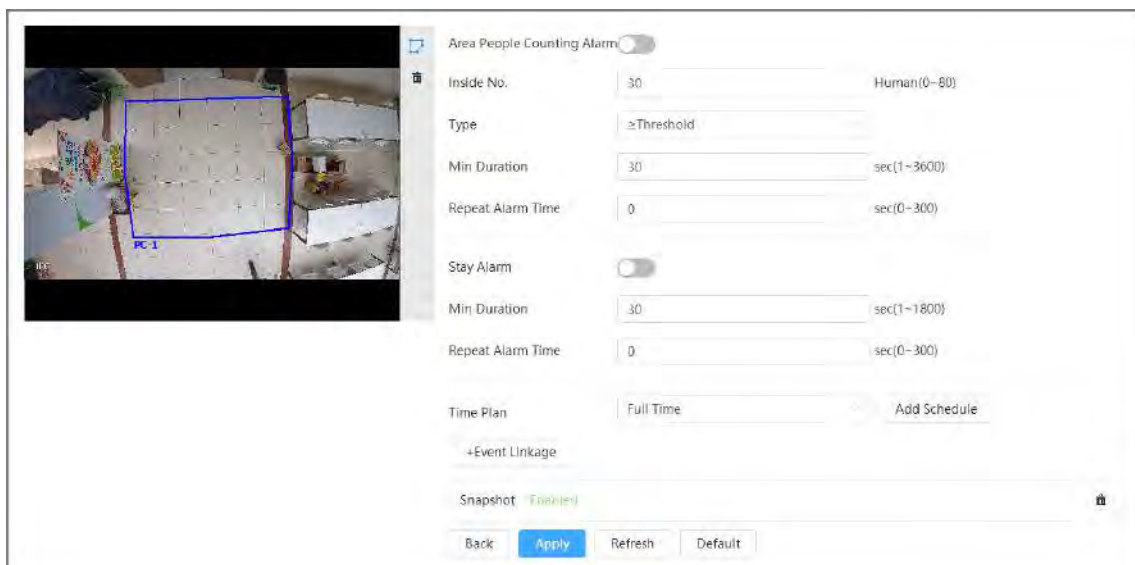 Area People Counting Alarm
Inside No. 30 Human(0~80)
Type ≥Threshold
Min Duration 30 sec(1~3600)
Repeat Alarm Time 0 sec(0~300)
PC-1
Stay Alarm
Min Duration 30 sec(1~1800)
Repeat Alarm Time 0 sec(0~300)
Time Plan Full Time Add Schedule
+Event Linkage
Snapshot Enabled
Back Apply Refresh Default